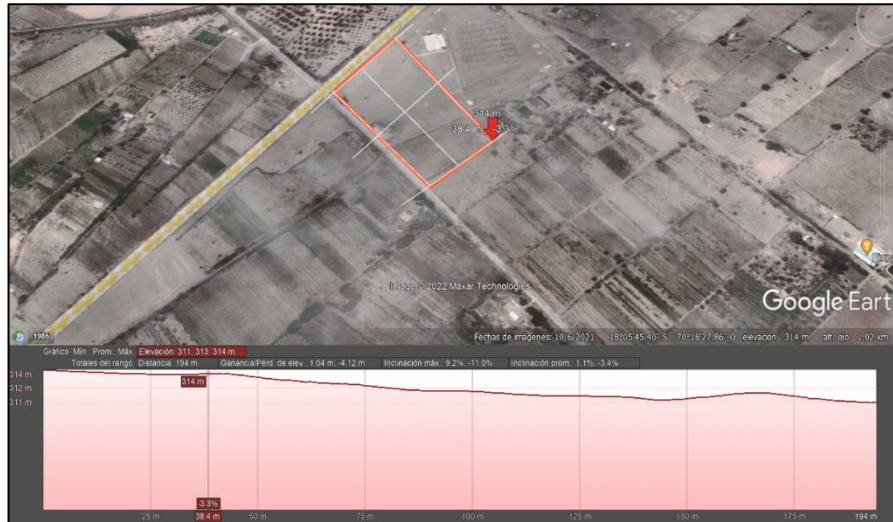 314 m
38.4 m -3.3%
Image © 2022 Maxar Technologies
Google Eart
1985
Fechas de imágenes: 10/6/2021 18°05'45.40" S 70°18'27.86" O elevación 314 m alt. ojo 1.02 km
Gráfico: Mín., Prom., Máx. Elevación: 311, 313, 314 m
Totales del rango: Distancia: 194 m Ganancia/Pérd. de elev.: 1.04 m, -4.12 m Inclinación máx.: 9.2%, -11.0% Inclinación prom.: 1.1%, -3.4%
314 m
314 m
312 m
311 m
-3.3%
25 m 38.4 m 50 m 75 m 100 m 125 m 150 m 175 m 194 m